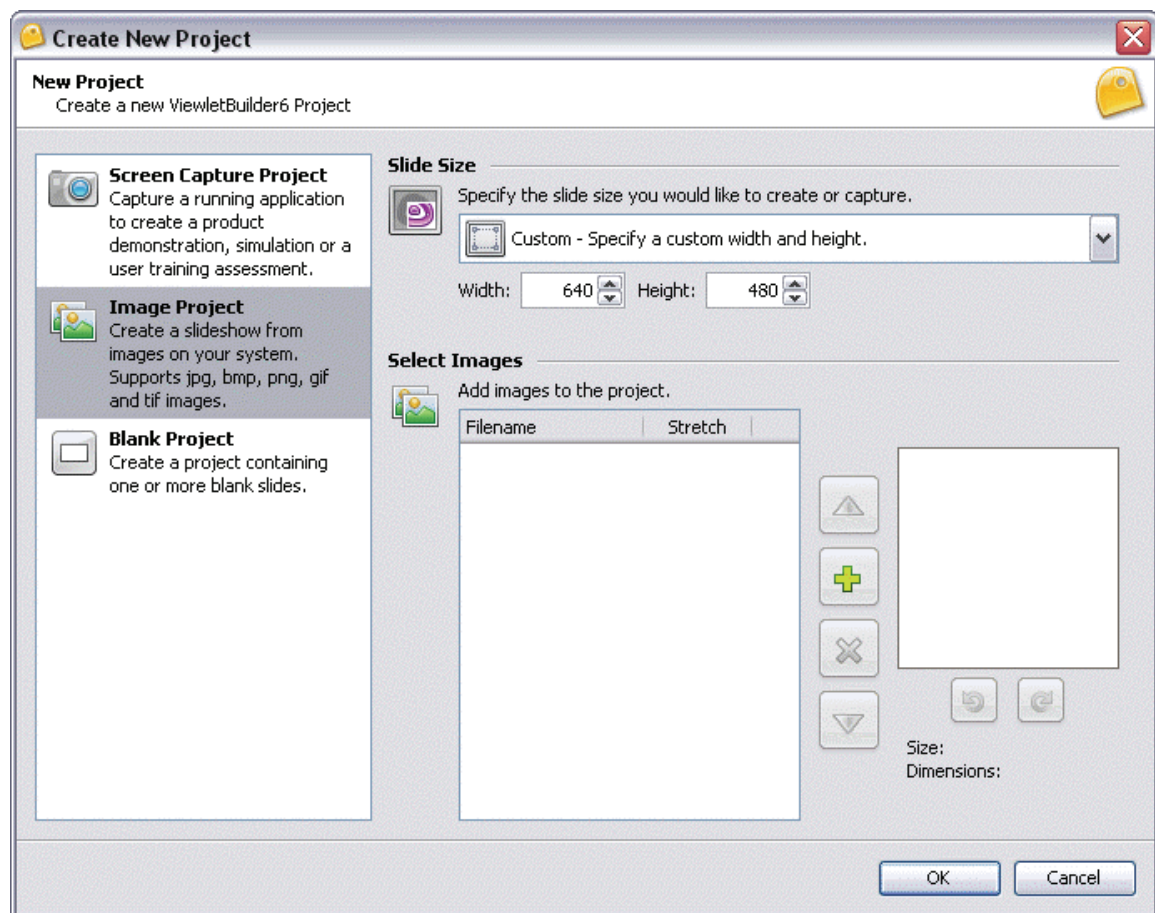 Create New Project
New Project
Create a new ViewletBuilder6 Project
Screen Capture Project
Capture a running application
to create a product
demonstration, simulation or a
user training assessment.
Image Project
Create a slideshow from
images on your system.
Supports jpg, bmp, png, gif
and tif images.
Blank Project
Create a project containing
one or more blank slides.
Slide Size
Specify the slide size you would like to create or capture.
Custom - Specify a custom width and height.
Width: 640 Height: 480
Select Images
Add images to the project.
Filename Stretch
Size:
Dimensions:
OK Cancel